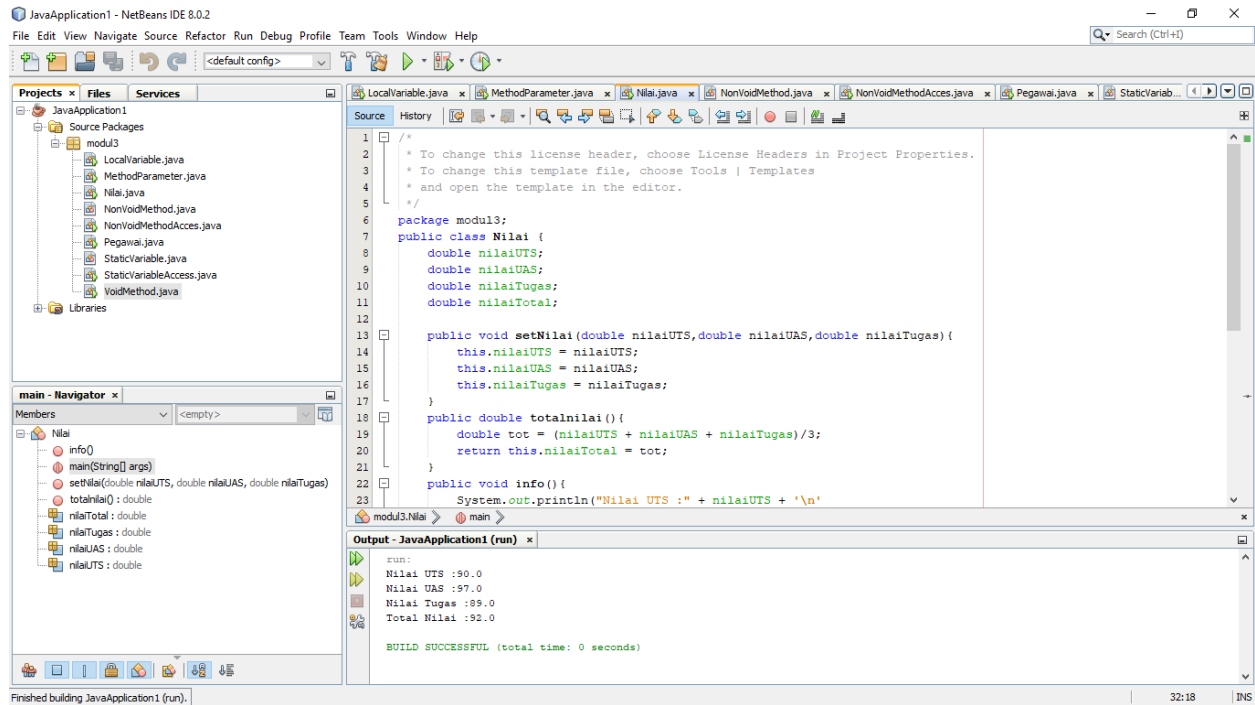 JavaApplication1 - NetBeans IDE 8.0.2
File Edit View Navigate Source Refactor Run Debug Profile Team Tools Window Help
Search (Ctrl+I)
<default config>
Projects x Files Services
JavaApplication1
Source Packages
modul3
LocalVariable.java
MethodParameter.java
Nilai.java
NonVoidMethod.java
NonVoidMethodAcces.java
Pegawai.java
StaticVariable.java
StaticVariableAccess.java
VoidMethod.java
Libraries
main - Navigator x
Members <empty>
Nilai
info()
main(String[] args)
setNilai(double nilaiUTS, double nilaiUAS, double nilaiTugas)
totalnilai() : double
nilaiTotal : double
nilaiTugas : double
nilaiUAS : double
nilaiUTS : double
LocalVariable.java x MethodParameter.java x Nilai.java x NonVoidMethod.java x NonVoidMethodAcces.java x Pegawai.java x StaticVariab...
Source History
1 /*
2 * To change this license header, choose License Headers in Project Properties.
3 * To change this template file, choose Tools | Templates
4 * and open the template in the editor.
5 */
6 package modul3;
7 public class Nilai {
8 double nilaiUTS;
9 double nilaiUAS;
10 double nilaiTugas;
11 double nilaiTotal;
12
13 public void setNilai(double nilaiUTS,double nilaiUAS,double nilaiTugas){
14 this.nilaiUTS = nilaiUTS;
15 this.nilaiUAS = nilaiUAS;
16 this.nilaiTugas = nilaiTugas;
17 }
18 public double totalnilai(){
19 double tot = (nilaiUTS + nilaiUAS + nilaiTugas)/3;
20 return this.nilaiTotal = tot;
21 }
22 public void info(){
23 System.out.println("Nilai UTS :" + nilaiUTS + '\n'
modul3.Nilai main
Output - JavaApplication1 (run) x
run:
Nilai UTS :90.0
Nilai UAS :97.0
Nilai Tugas :89.0
Total Nilai :92.0
BUILD SUCCESSFUL (total time: 0 seconds)
Finished building JavaApplication1 (run).
32:18 INS